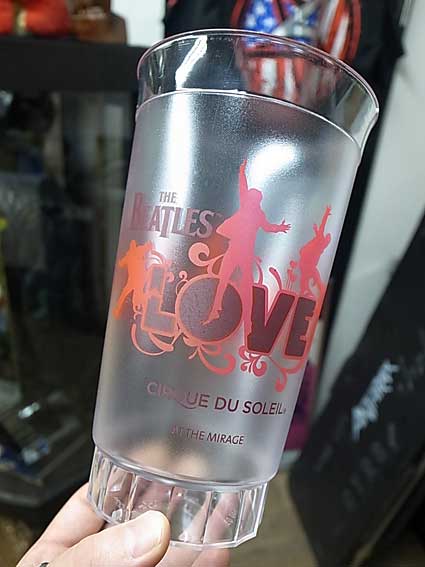 THE
BEATLES
LOVE
CIRQUE DU SOLEIL®
AT THE MIRAGE